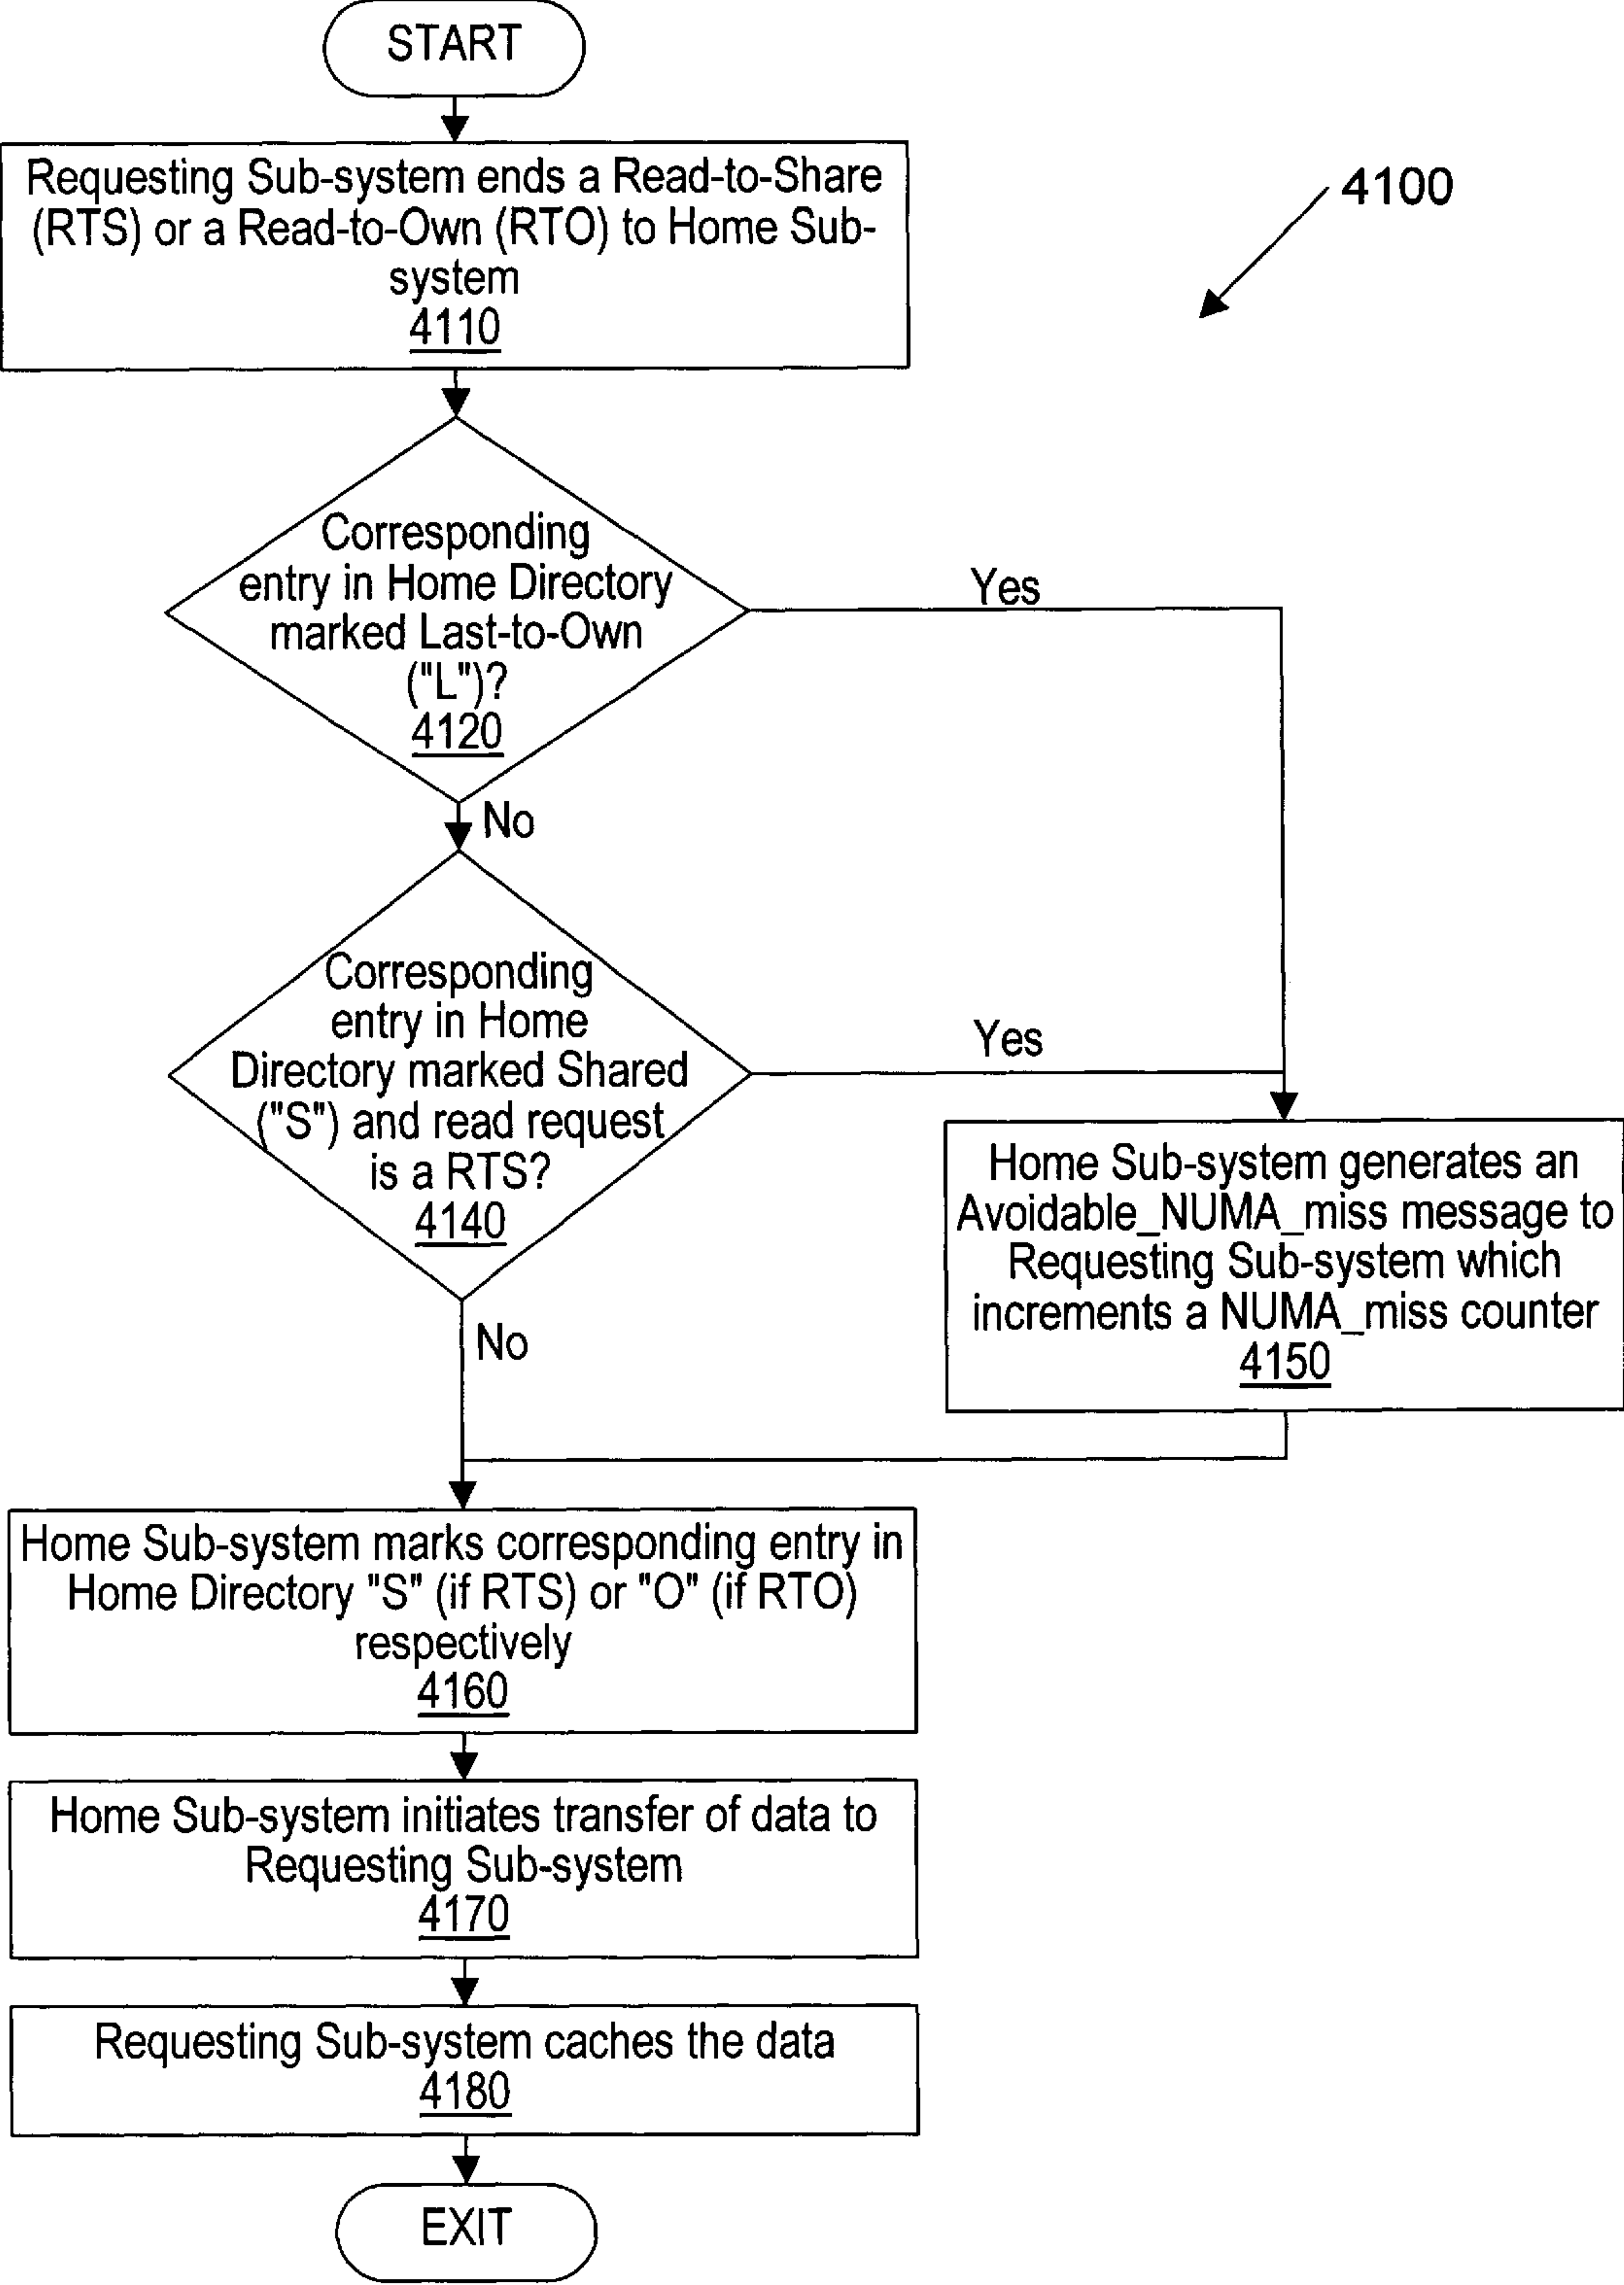 START
4100
Requesting Sub-system ends a Read-to-Share
(RTS) or a Read-to-Own (RTO) to Home Sub-
system
4110
Corresponding
entry in Home Directory
marked Last-to-Own
("L")?
4120
Yes
No
Corresponding
entry in Home
Directory marked Shared
("S") and read request
is a RTS?
4140
Yes
No
Home Sub-system generates an
Avoidable_NUMA_miss message to
Requesting Sub-system which
increments a NUMA_miss counter
4150
Home Sub-system marks corresponding entry in
Home Directory "S" (if RTS) or "O" (if RTO)
respectively
4160
Home Sub-system initiates transfer of data to
Requesting Sub-system
4170
Requesting Sub-system caches the data
4180
EXIT